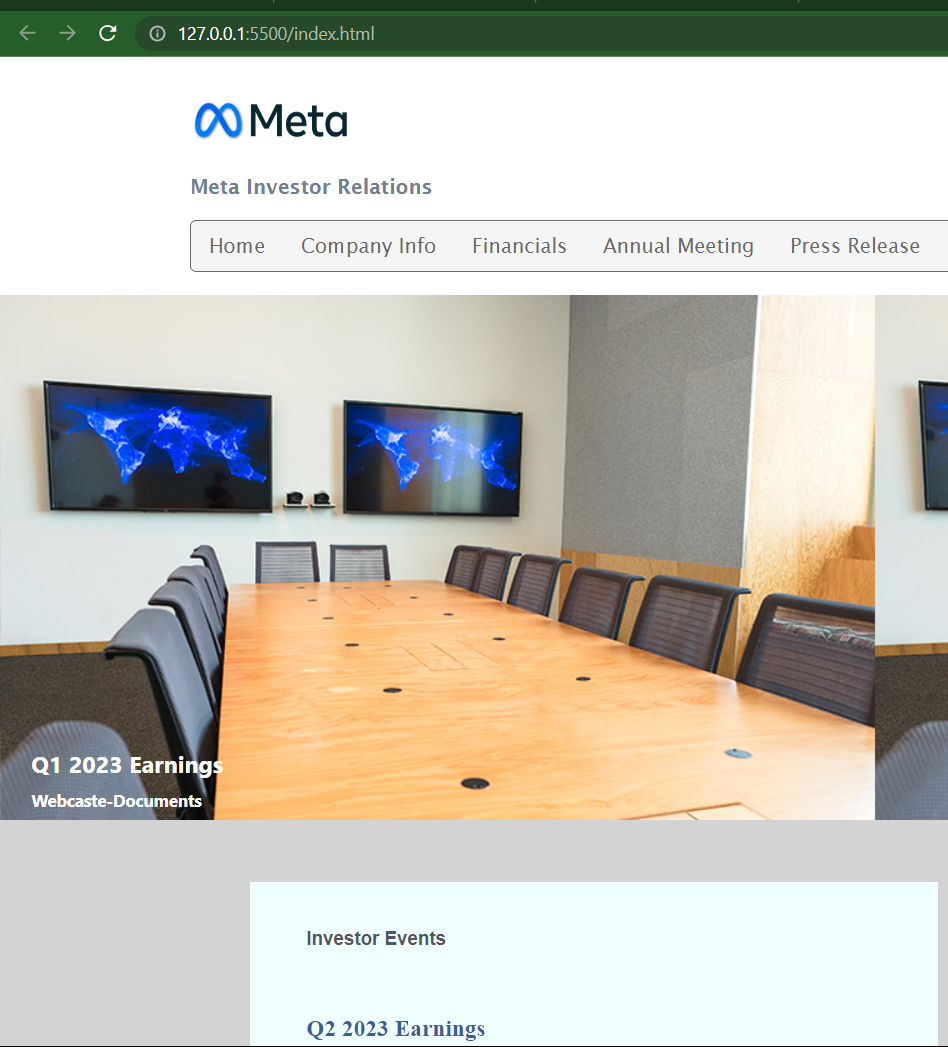 127.0.0.1:5500/index.html
Meta
Meta Investor Relations
Home Company Info Financials Annual Meeting Press Release
Q1 2023 Earnings
Webcaste-Documents
Investor Events
Q2 2023 Earnings